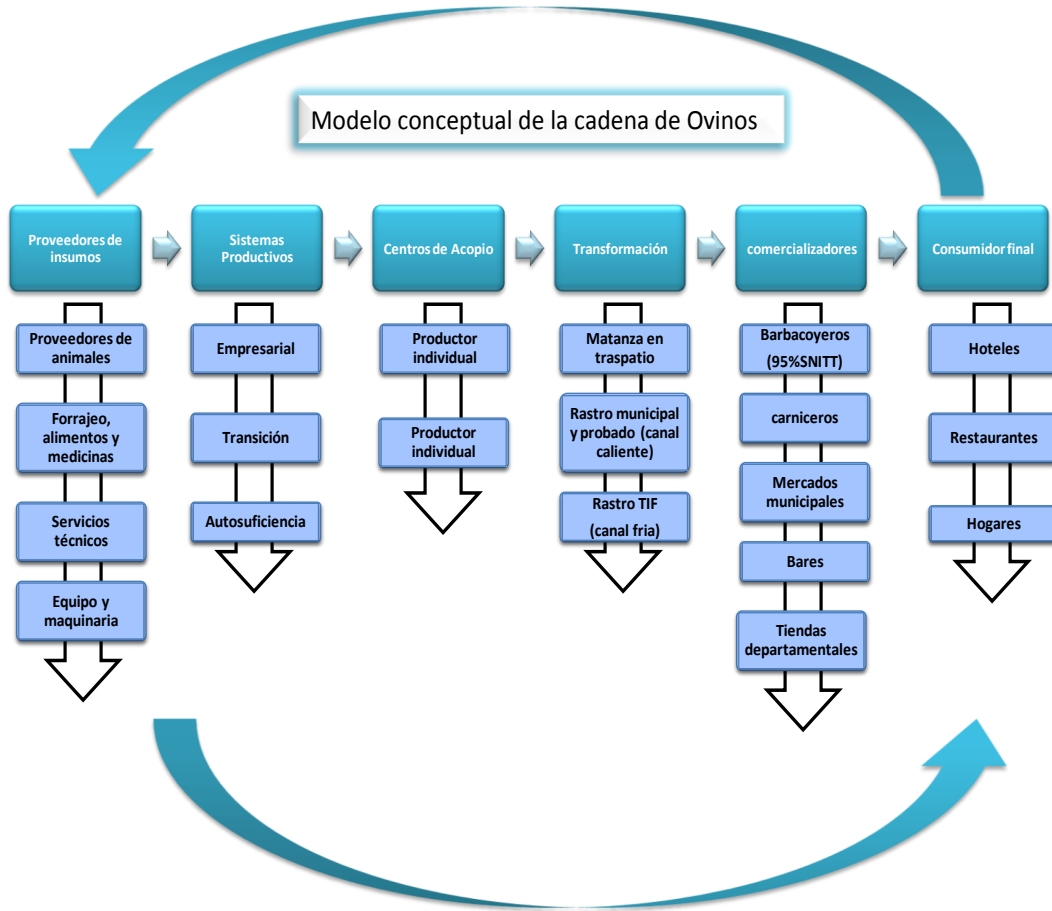 Modelo conceptual de la cadena de Ovinos
Proveedores de
insumos
Sistemas
Productivos
Centros de Acopio
Transformación
comercializadores
Consumidor final
Proveedores de
animales
Forrajeo,
alimentos y
medicinas
Servicios
técnicos
Equipo y
maquinaria
Empresarial
Transición
Autosuficiencia
Productor
individual
Productor
individual
Matanza en
traspatio
Rastro municipal
y probado (canal
caliente)
Rastro TIF
(canal fria)
Barbacoyeros
(95%SNITT)
carniceros
Mercados
municipales
Bares
Tiendas
departamentales
Hoteles
Restaurantes
Hogares